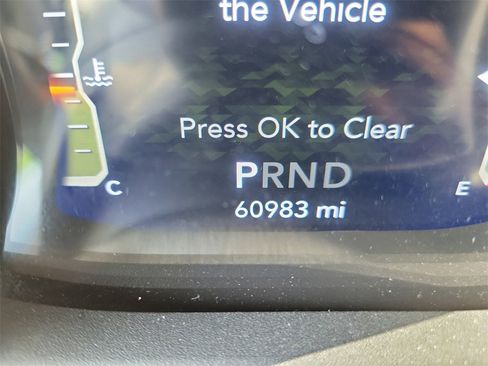 the Vehicle
Press OK to Clear
PRND
C
E
60983 mi